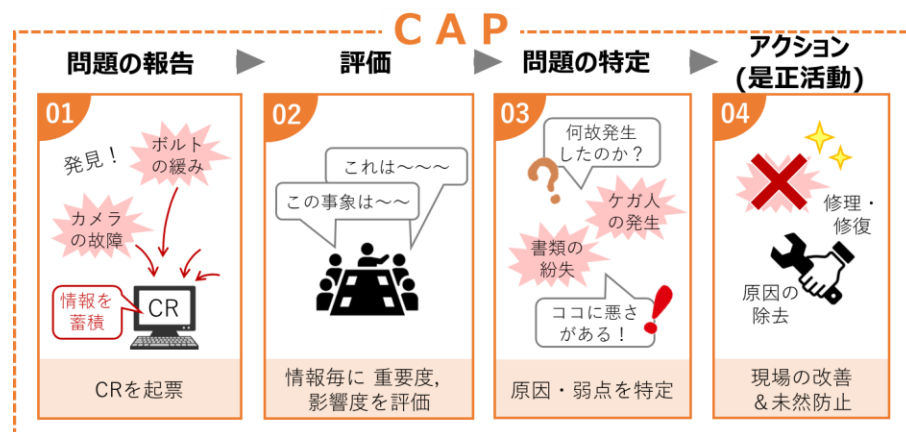 CAP
問題の報告
評価
問題の特定
アクション
(是正活動)
01
発見！
ボルト
の緩み
カメラ
の故障
情報を
蓄積
CR
CRを起票
02
これは～～～
この事象は～～
情報毎に 重要度,
影響度を評価
03
何故発生
したのか？
?
ケガ人
の発生
書類の
紛失
ココに悪さ
がある！
!
原因・弱点を特定
04
修理・
修復
原因の
除去
現場の改善
＆未然防止